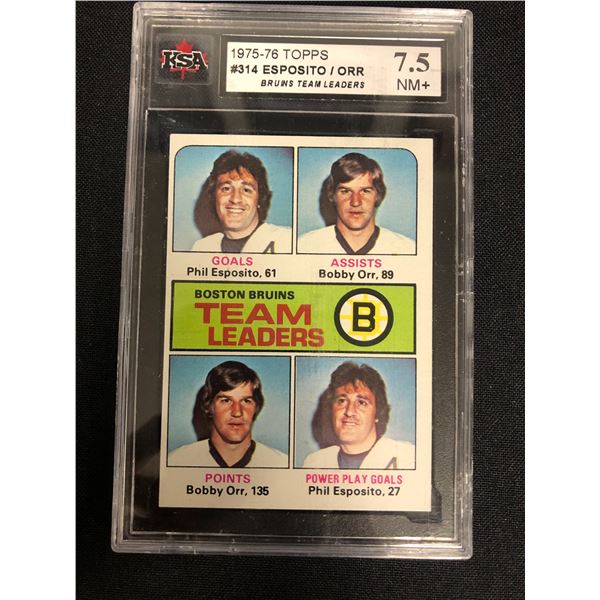 KSA
1975-76 TOPPS
#314 ESPOSITO / ORR
BRUINS TEAM LEADERS
7.5
NM+
A
GOALS
Phil Esposito, 61
ASSISTS
Bobby Orr, 89
BOSTON BRUINS
TEAM
LEADERS
B
A
POINTS
Bobby Orr, 135
POWER PLAY GOALS
Phil Esposito, 27